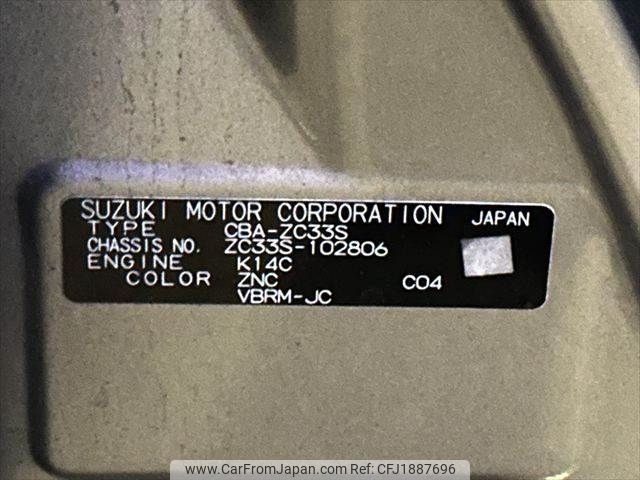 SUZUKI MOTOR CORPORATION JAPAN
TYPE CBA-ZC33S
CHASSIS NO. ZC33S-102806
ENGINE K14C
COLOR ZNC C04
VBRM-JC
www.CarFromJapan.com CFJ1887696